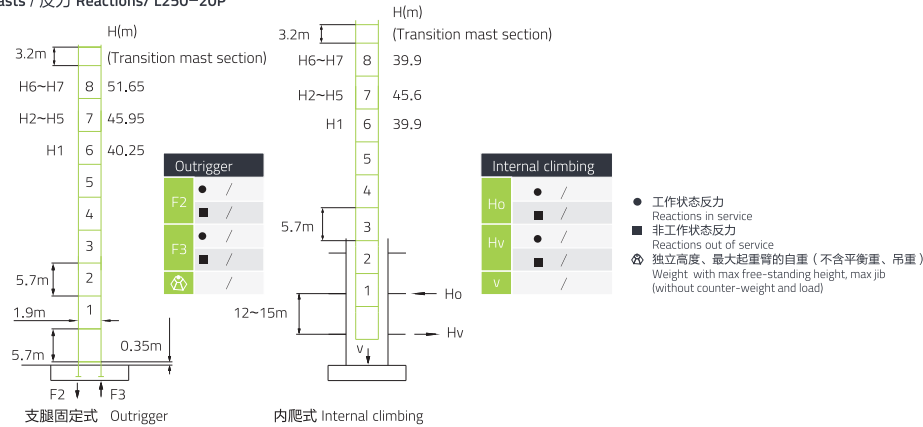 asts / 反力 Reactions/ L250-20P
H(m)
3.2m
(Transition mast section)
H6~H7 8 51.65
H2~H5 7 45.95
H1 6 40.25
5
4
3
5.7m 2
1.9m 1
5.7m 0.35m
F2 F3
支腿固定式 Outrigger
Outrigger
F2 ● /
■ /
F3 ● /
■ /
/
H(m)
3.2m
(Transition mast section)
H6~H7 8 39.9
H2~H5 7 45.6
H1 6 39.9
5
4
5.7m 3
2
1
Ho
12~15m
Hv
v
内爬式 Internal climbing
Internal climbing
Ho ● /
■ /
Hv ● /
■ /
V /
● 工作状态反力
Reactions in service
■ 非工作状态反力
Reactions out of service
独立高度、最大起重臂的自重（不含平衡重、吊重）
Weight with max free-standing height, max jib
(without counter-weight and load)